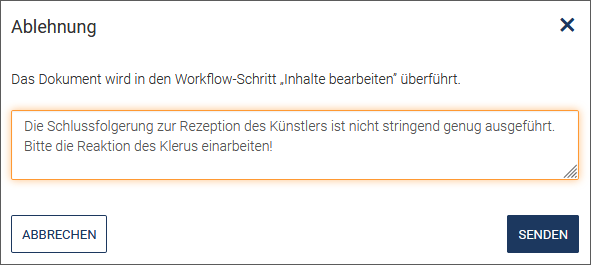 Ablehnung
Das Dokument wird in den Workflow-Schritt „Inhalte bearbeiten“ überführt.
Die Schlussfolgerung zur Rezeption des Künstlers ist nicht stringend genug ausgeführt.
Bitte die Reaktion des Klerus einarbeiten!
ABBRECHEN
SENDEN